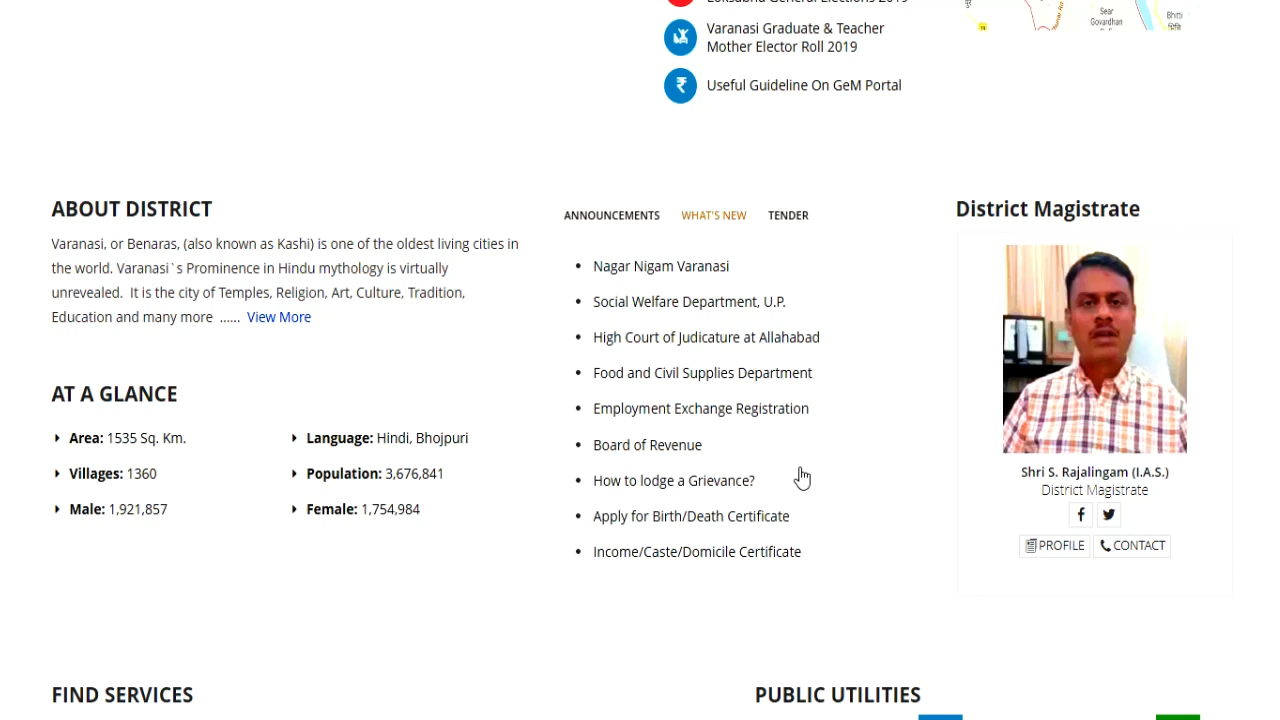 Varanasi Graduate & Teacher
Mother Elector Roll 2019
Useful Guideline On GeM Portal
Sear
Govardhan
ABOUT DISTRICT
Varanasi, or Benaras, (also known as Kashi) is one of the oldest living cities in
the world. Varanasi`s Prominence in Hindu mythology is virtually
unrevealed.  It is the city of Temples, Religion, Art, Culture, Tradition,
Education and many more  ...... View More
AT A GLANCE
Area: 1535 Sq. Km.
Language: Hindi, Bhojpuri
Villages: 1360
Population: 3,676,841
Male: 1,921,857
Female: 1,754,984
ANNOUNCEMENTS WHAT'S NEW TENDER
Nagar Nigam Varanasi
Social Welfare Department, U.P.
High Court of Judicature at Allahabad
Food and Civil Supplies Department
Employment Exchange Registration
Board of Revenue
How to lodge a Grievance?
Apply for Birth/Death Certificate
Income/Caste/Domicile Certificate
District Magistrate
Shri S. Rajalingam (I.A.S.)
District Magistrate
PROFILE CONTACT
FIND SERVICES
PUBLIC UTILITIES